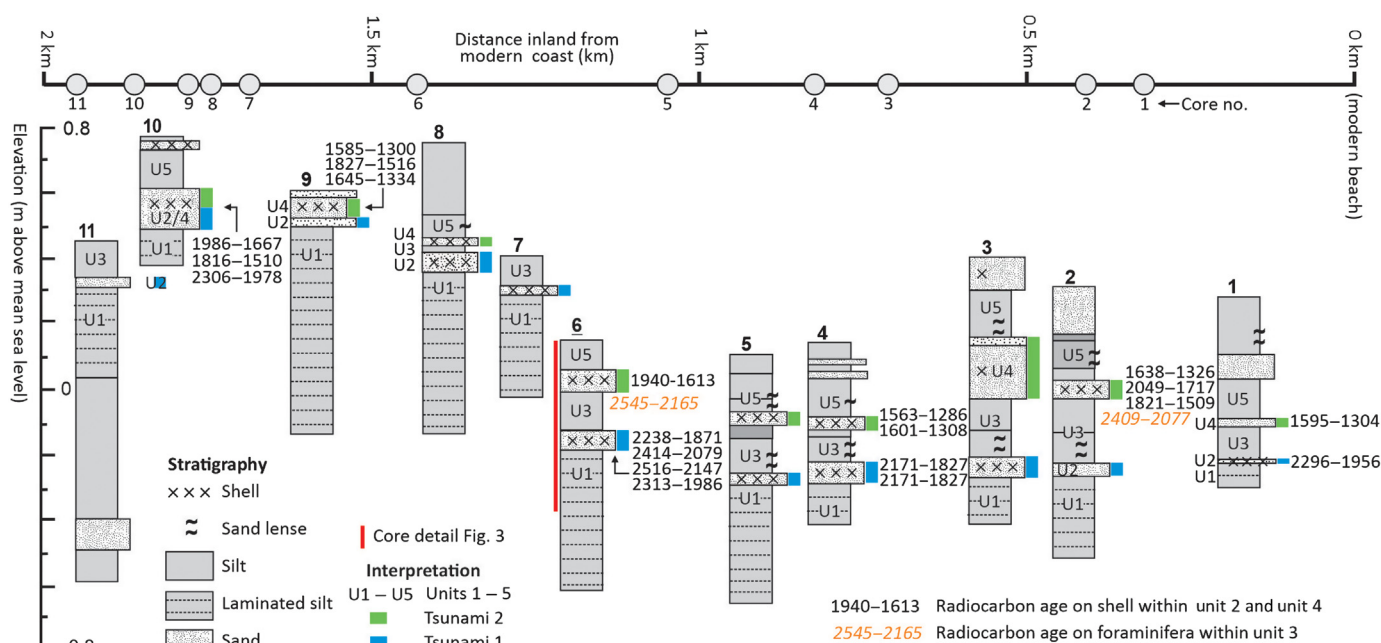 2 km
1.5 km
Distance inland from
modern coast (km)
1 km
0.5 km
0 km
(modern beach)
11
10
9
8
7
6
5
4
3
2
1
Core no.
Elevation (m above mean sea level)
0.8
0
11
U3
U2
U1
10
U5
U2/4
U1
1986–1667
1816–1510
2306–1978
9
U4
U2
U1
1585–1300
1827–1516
1645–1334
8
U5
U4
U3
U2
U1
7
U3
U1
6
U5
U3
U1
1940-1613
2545–2165
2238–1871
2414–2079
2516–2147
2313–1986
5
U5
U3
U1
4
U5
U3
U1
1563–1286
1601–1308
2171–1827
2171–1827
3
U5
U4
U3
U1
2
U5
U3
U2
U1
1638–1326
2049–1717
1821–1509
2409–2077
1
U5
U4
U3
U2
U1
1595–1304
2296–1956
Stratigraphy
Shell
Sand lense
Silt
Laminated silt
Sand
Core detail Fig. 3
Interpretation
U1 – U5 Units 1 – 5
Tsunami 2
Tsunami 1
1940–1613 Radiocarbon age on shell within unit 2 and unit 4
2545–2165 Radiocarbon age on foraminifera within unit 3